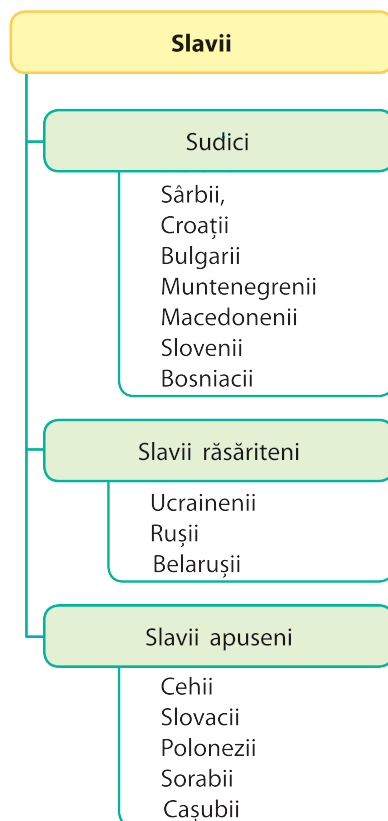 Slavii
Sudici
Sârbii,
Croații
Bulgarii
Muntenegrenii
Macedonenii
Slovenii
Bosniacii
Slavii răsăriteni
Ucrainenii
Rușii
Belarușii
Slavii apuseni
Cehii
Slovacii
Polonezii
Sorabii
Cașubii